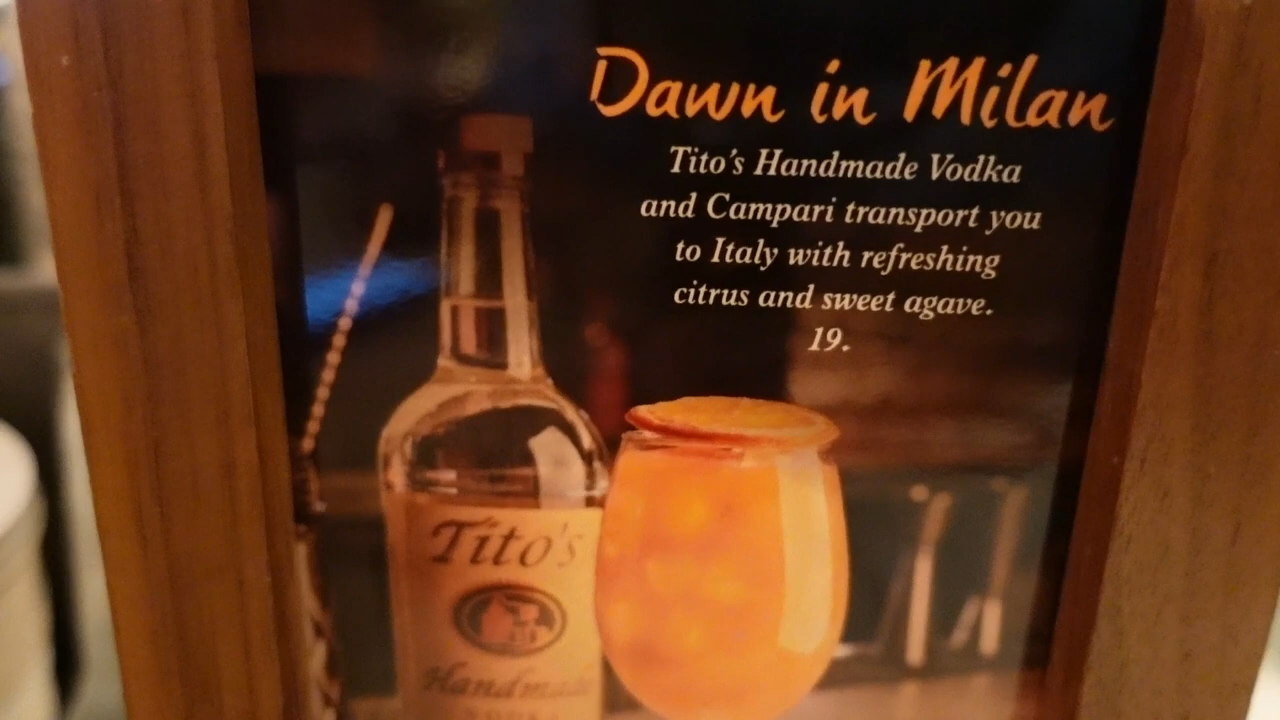 Dawn in Milan
Tito's Handmade Vodka
and Campari transport you
to Italy with refreshing
citrus and sweet agave.
19.
Tito's
Handmade